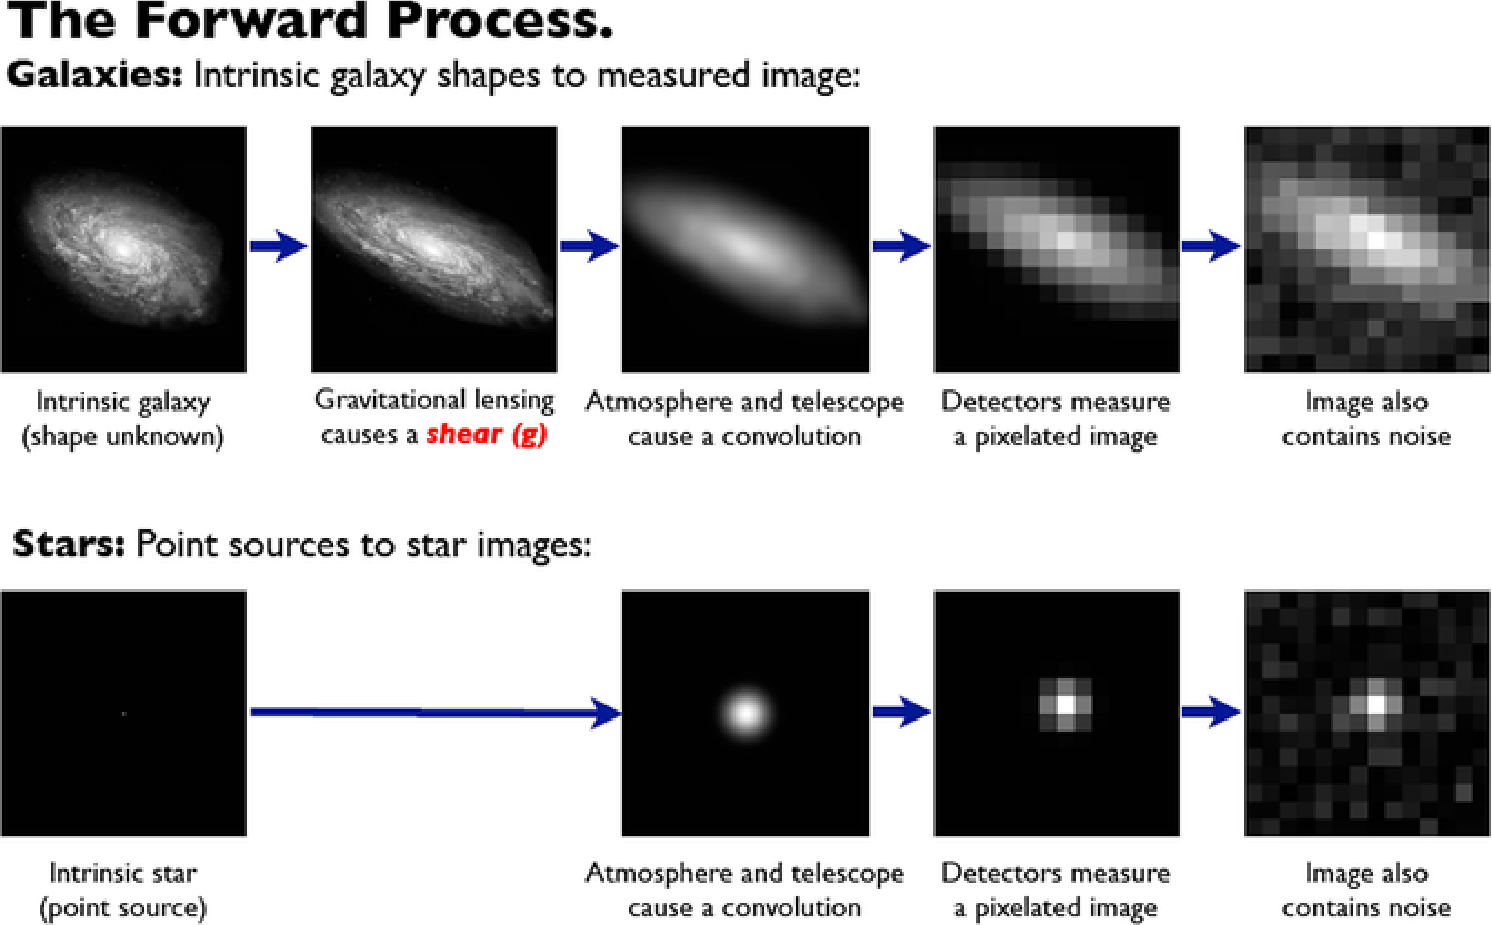 The Forward Process.
Galaxies: Intrinsic galaxy shapes to measured image:
Intrinsic galaxy
(shape unknown)
Gravitational lensing
causes a shear (g)
Atmosphere and telescope
cause a convolution
Detectors measure
a pixelated image
Image also
contains noise
Stars: Point sources to star images:
Intrinsic star
(point source)
Atmosphere and telescope
cause a convolution
Detectors measure
a pixelated image
Image also
contains noise